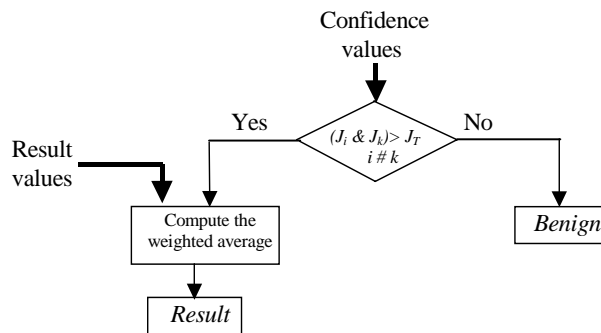 Confidence
values
Yes
(J_i & J_k)> J_T
No
i # k
Result
values
Compute the
weighted average
Benign
Result